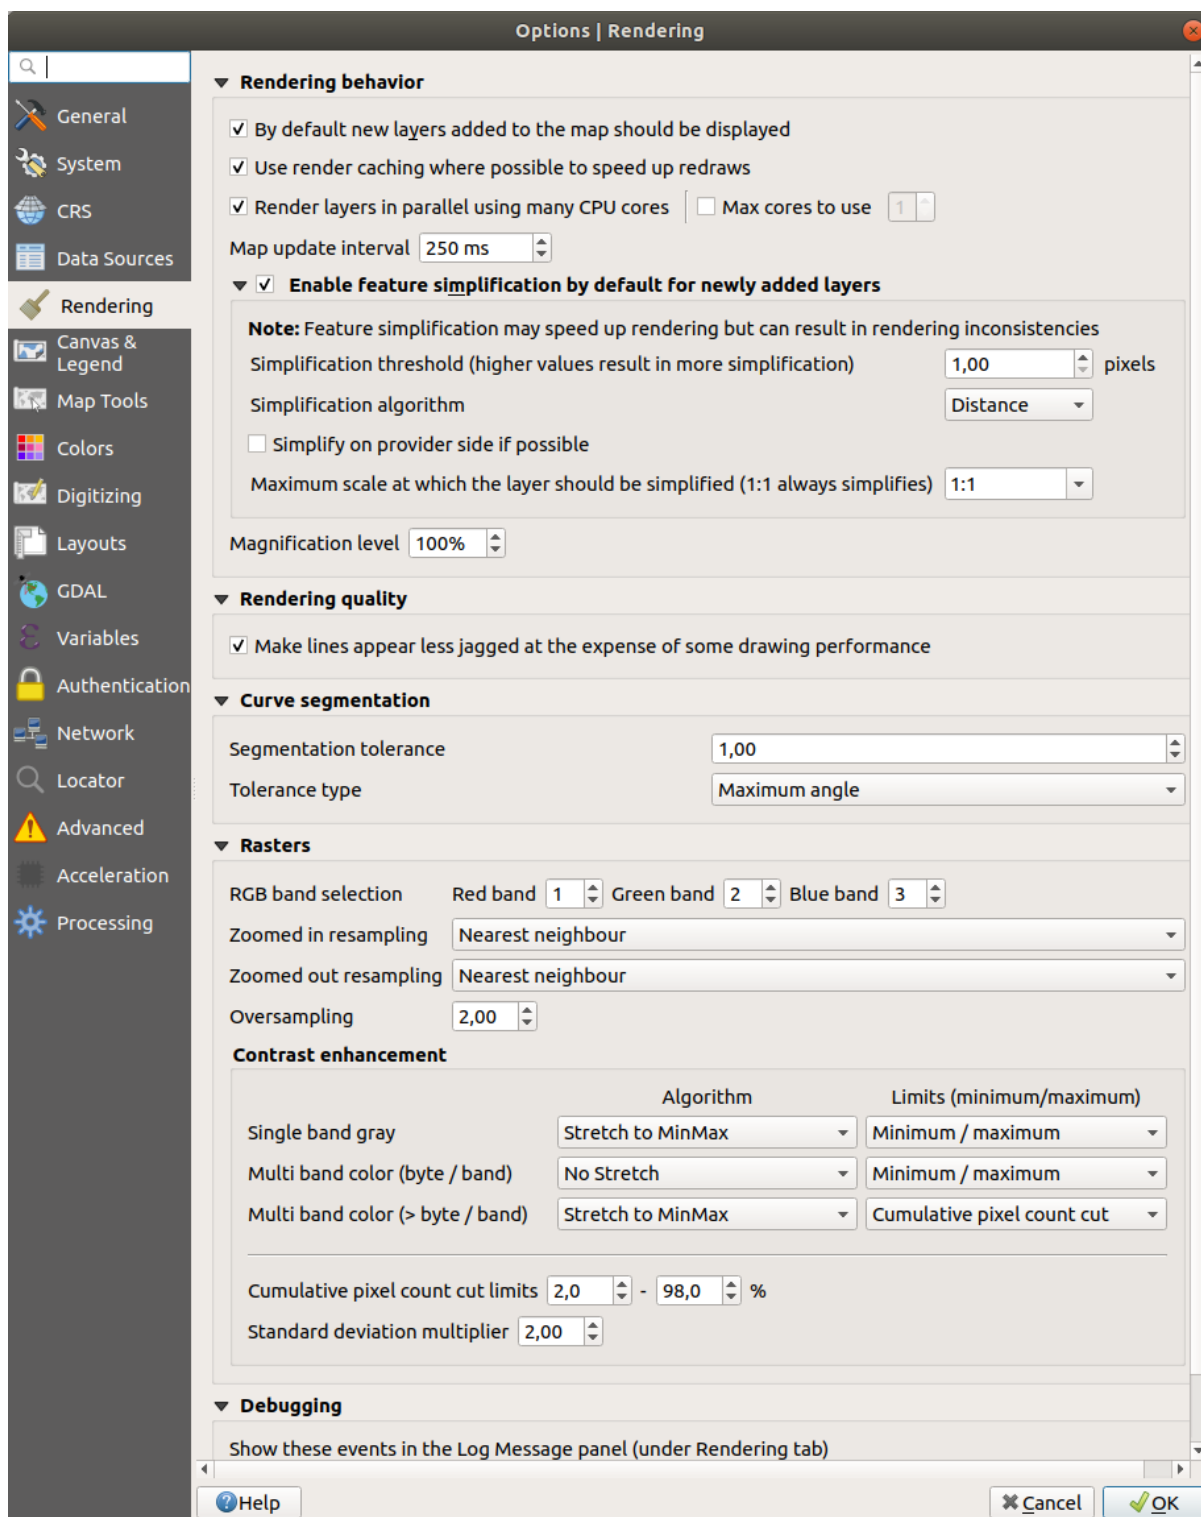 Options | Rendering
General
System
CRS
Data Sources
Rendering
Canvas &
Legend
Map Tools
Colors
Digitizing
Layouts
GDAL
Variables
Authentication
Network
Locator
Advanced
Acceleration
Processing
Rendering behavior
By default new layers added to the map should be displayed
Use render caching where possible to speed up redraws
Render layers in parallel using many CPU cores Max cores to use 1
Map update interval 250 ms
Enable feature simplification by default for newly added layers
Note: Feature simplification may speed up rendering but can result in rendering inconsistencies
Simplification threshold (higher values result in more simplification) 1,00 pixels
Simplification algorithm Distance
Simplify on provider side if possible
Maximum scale at which the layer should be simplified (1:1 always simplifies) 1:1
Magnification level 100%
Rendering quality
Make lines appear less jagged at the expense of some drawing performance
Curve segmentation
Segmentation tolerance 1,00
Tolerance type Maximum angle
Rasters
RGB band selection Red band 1 Green band 2 Blue band 3
Zoomed in resampling Nearest neighbour
Zoomed out resampling Nearest neighbour
Oversampling 2,00
Contrast enhancement
Algorithm Limits (minimum/maximum)
Single band gray Stretch to MinMax Minimum / maximum
Multi band color (byte / band) No Stretch Minimum / maximum
Multi band color (> byte / band) Stretch to MinMax Cumulative pixel count cut
Cumulative pixel count cut limits 2,0 - 98,0 %
Standard deviation multiplier 2,00
Debugging
Show these events in the Log Message panel (under Rendering tab)
Help Cancel OK